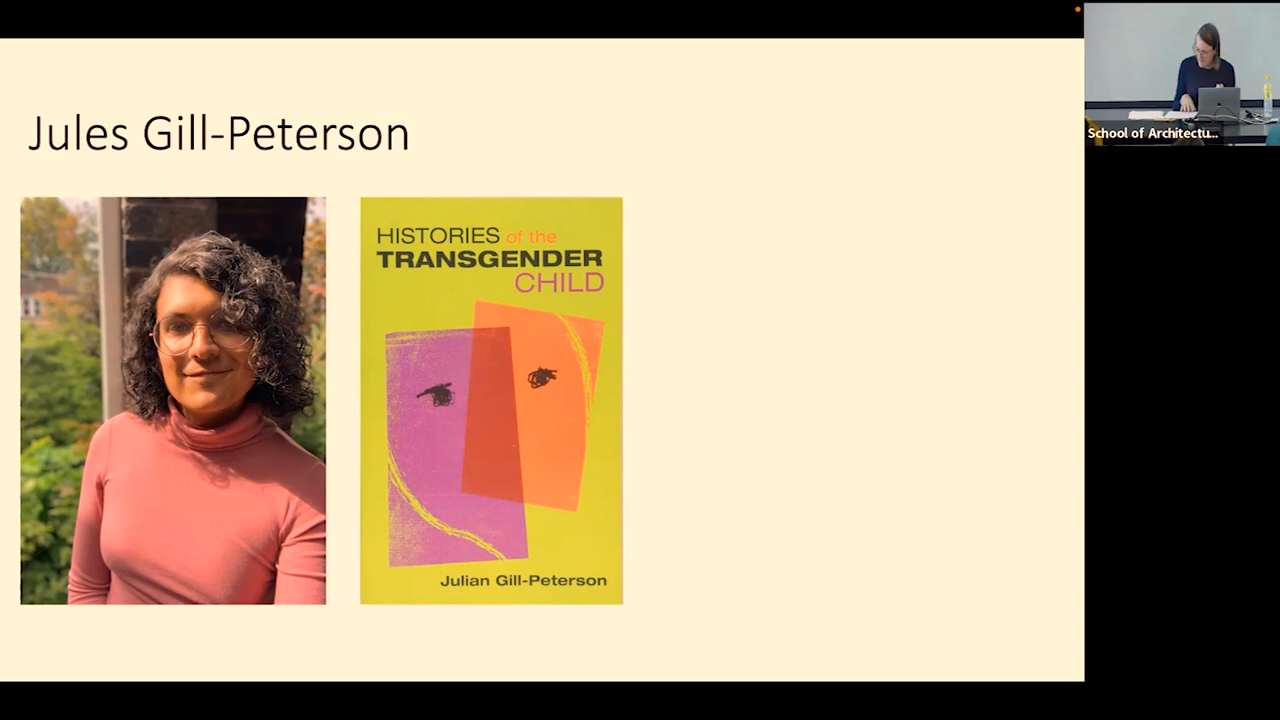 Jules Gill-Peterson
HISTORIES of the
TRANSGENDER
CHILD
Julian Gill-Peterson
School of Architectu...